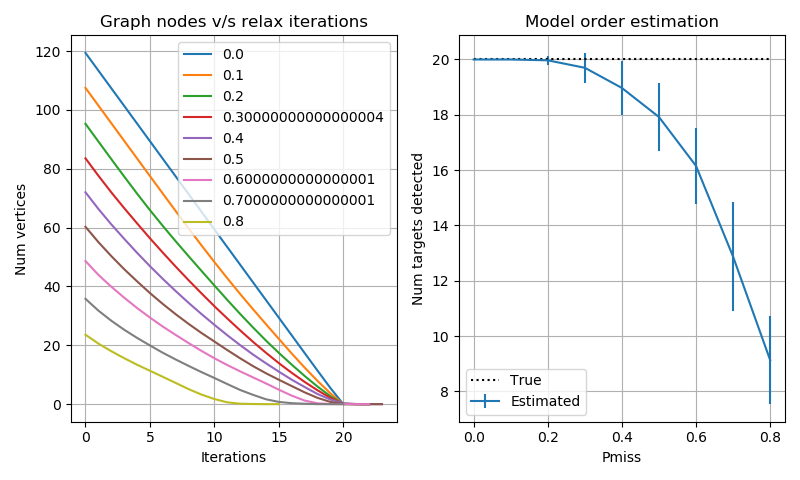 Graph nodes v/s relax iterations
120
100
80
60
40
20
0
Num vertices
0.0
0.1
0.2
0.30000000000000004
0.4
0.5
0.6000000000000001
0.7000000000000001
0.8
0 5 10 15 20
Iterations
Model order estimation
20
18
16
14
12
10
8
Num targets detected
True
Estimated
0.0 0.2 0.4 0.6 0.8
Pmiss